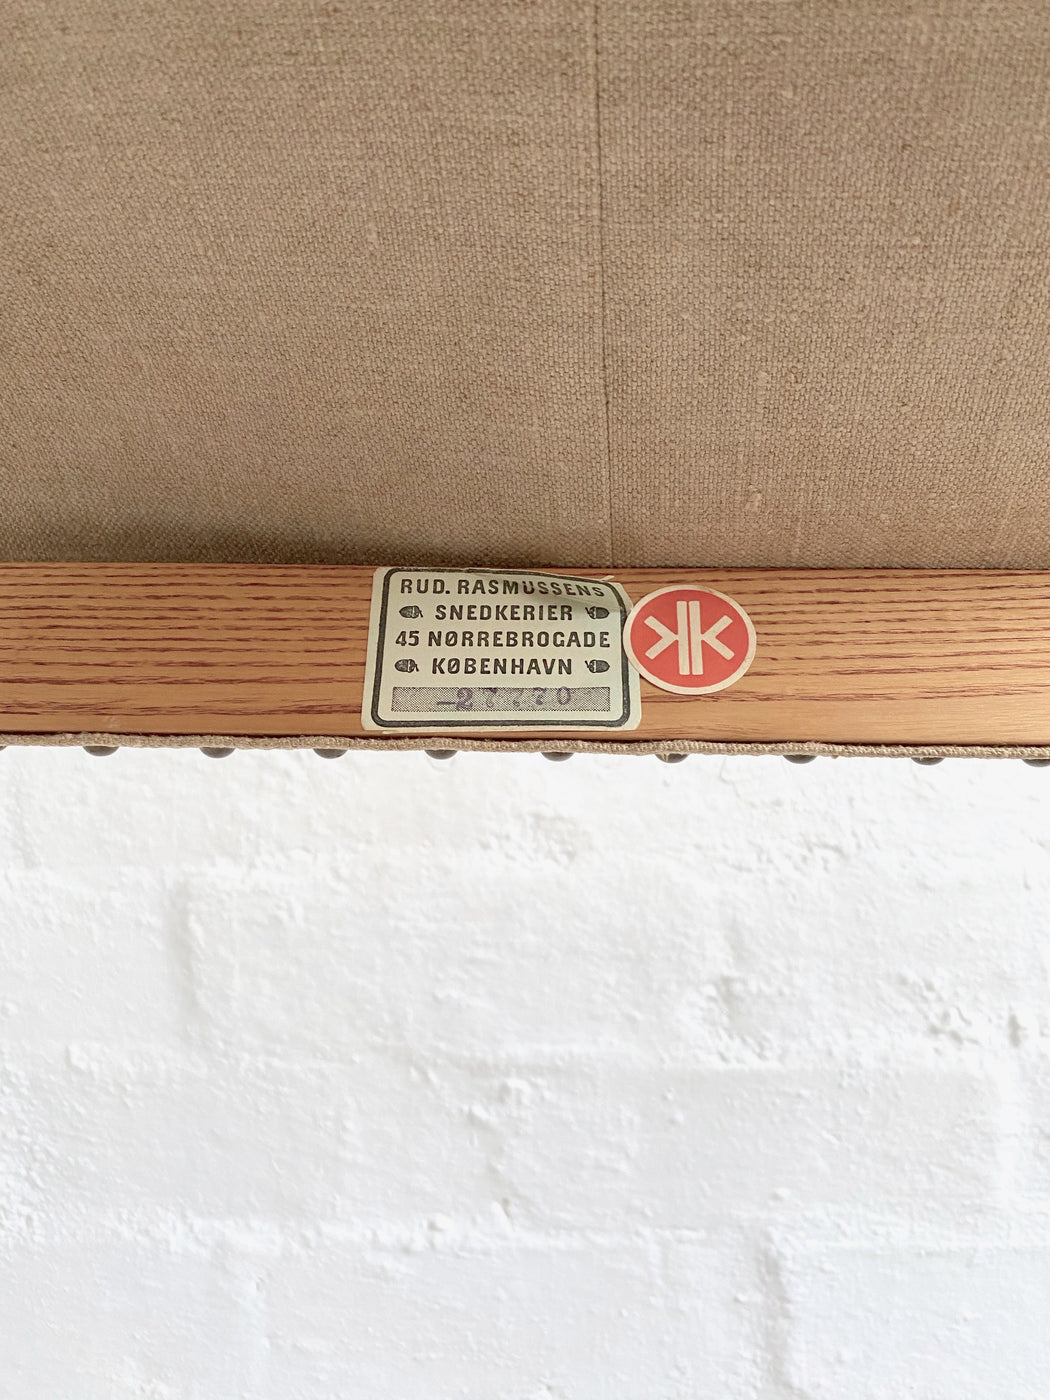 RUD. RASMUSSENS
SNEDKERIER
45 NØRREBROGADE
KØBENHAVN